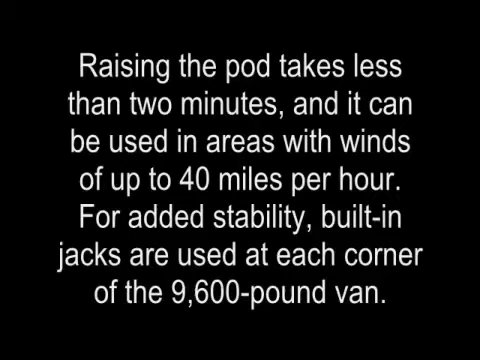 Raising the pod takes less
than two minutes, and it can
be used in areas with winds
of up to 40 miles per hour.
For added stability, built-in
jacks are used at each corner
of the 9,600-pound van.